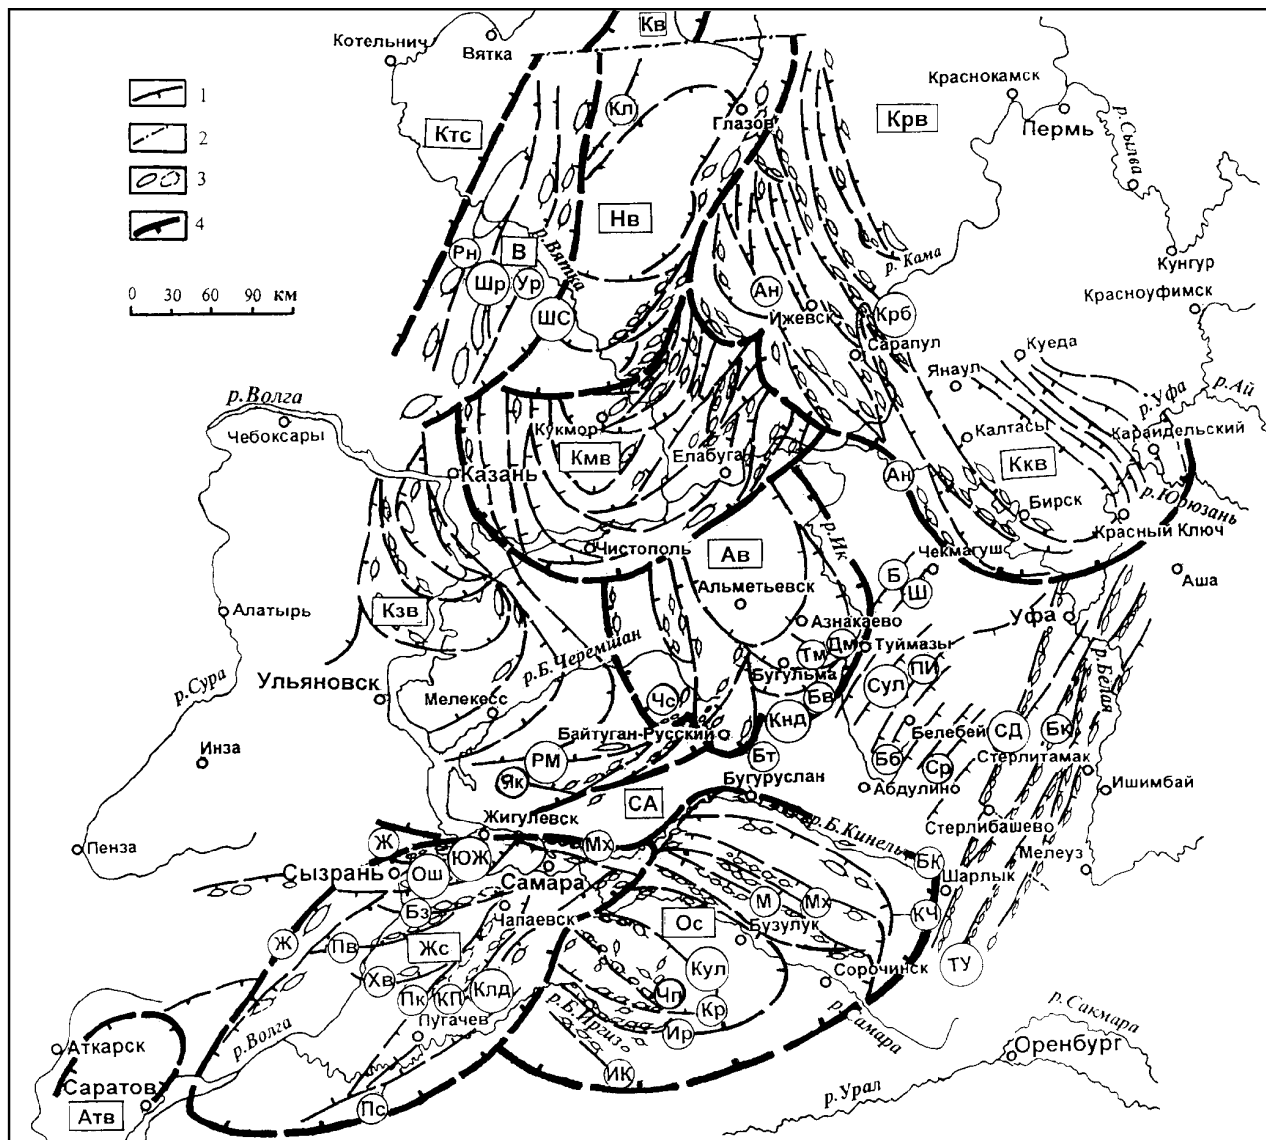 Котельнич
Вятка
Кв
1
2
3
4
0 30 60 90 км
Ктс
Кл
Глазов
Крв
Краснокамск
Пермь
р.Сылва
Кунгур
Красноуфимск
Нв
Рн
В
р.Вятка
Шр
Ур
ШС
Ан
Ижевск
р. Кама
Крб
Сарапул
Куеда
Янаул
р.Уфа
р.Ай
р.Волга
Чебоксары
Казань
Кукмор
Кмв
Елабуга
Калтасы
Караидельский
Ккв
Ан
Бирск
р.Юрюзань
Красный Ключ
Чистополь
Ав
р.Ик
Чекмагуш
Б
Ш
Аша
Альметьевск
Алатырь
Кзв
Азнакаево
Уфа
р.Б.Черемшан
Тм
Дм
Туймазы
Бугульма
ПИ
Сул
р.Белая
р.Сура
Ульяновск
Мелекесс
Чс
Бв
Кнд
Байтуган-Русский
Белебей
СД
Бк
Инза
РМ
Як
Бт
Бб
Ср
Стерлитамак
Бугуруслан
Абдулино
Ишимбай
СА
Жигулевск
Стерлибашево
р.Б.Кинель
Пенза
Ж
ЮЖ
Мх
Мелеуз
Сызрань
Ош
Самара
БК
Шарлык
Бз
Чапаевск
М
Мх
КЧ
Ос
Бузулук
Ж
Пв
Жс
ТУ
Хв
Пк
КП
Клд
Кул
Сорочинск
Чп
Кр
р.Б.Иргиз
Ир
р.Самара
р.Сакмара
Пугачев
р.Волга
Аткарск
Оренбург
ИК
Саратов
Атв
Пс
р.Урал